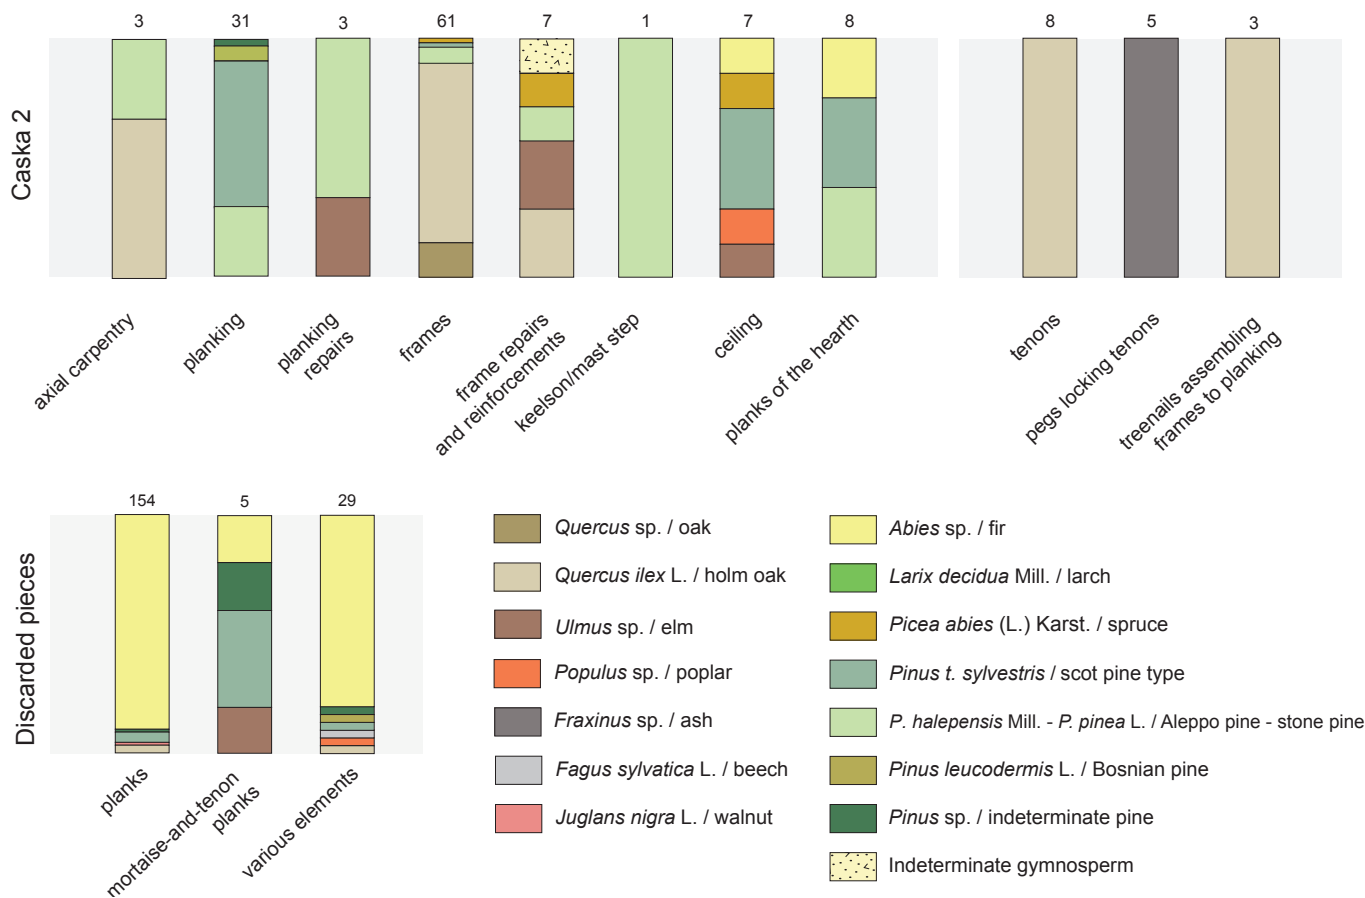 3 31 3 61 7 1 7 8 8 5 3
Caska 2
axial carpentry
planking
planking
repairs
frames
frame repairs
and reinforcements
keelson/mast step
ceiling
planks of the hearth
tenons
pegs locking tenons
treenails assembling
frames to planking
154 5 29
Discarded pieces
planks
mortaise-and-tenon
planks
various elements
Quercus sp. / oak
Quercus ilex L. / holm oak
Ulmus sp. / elm
Populus sp. / poplar
Fraxinus sp. / ash
Fagus sylvatica L. / beech
Juglans nigra L. / walnut
Abies sp. / fir
Larix decidua Mill. / larch
Picea abies (L.) Karst. / spruce
Pinus t. sylvestris / scot pine type
P. halepensis Mill. - P. pinea L. / Aleppo pine - stone pine
Pinus leucodermis L. / Bosnian pine
Pinus sp. / indeterminate pine
Indeterminate gymnosperm